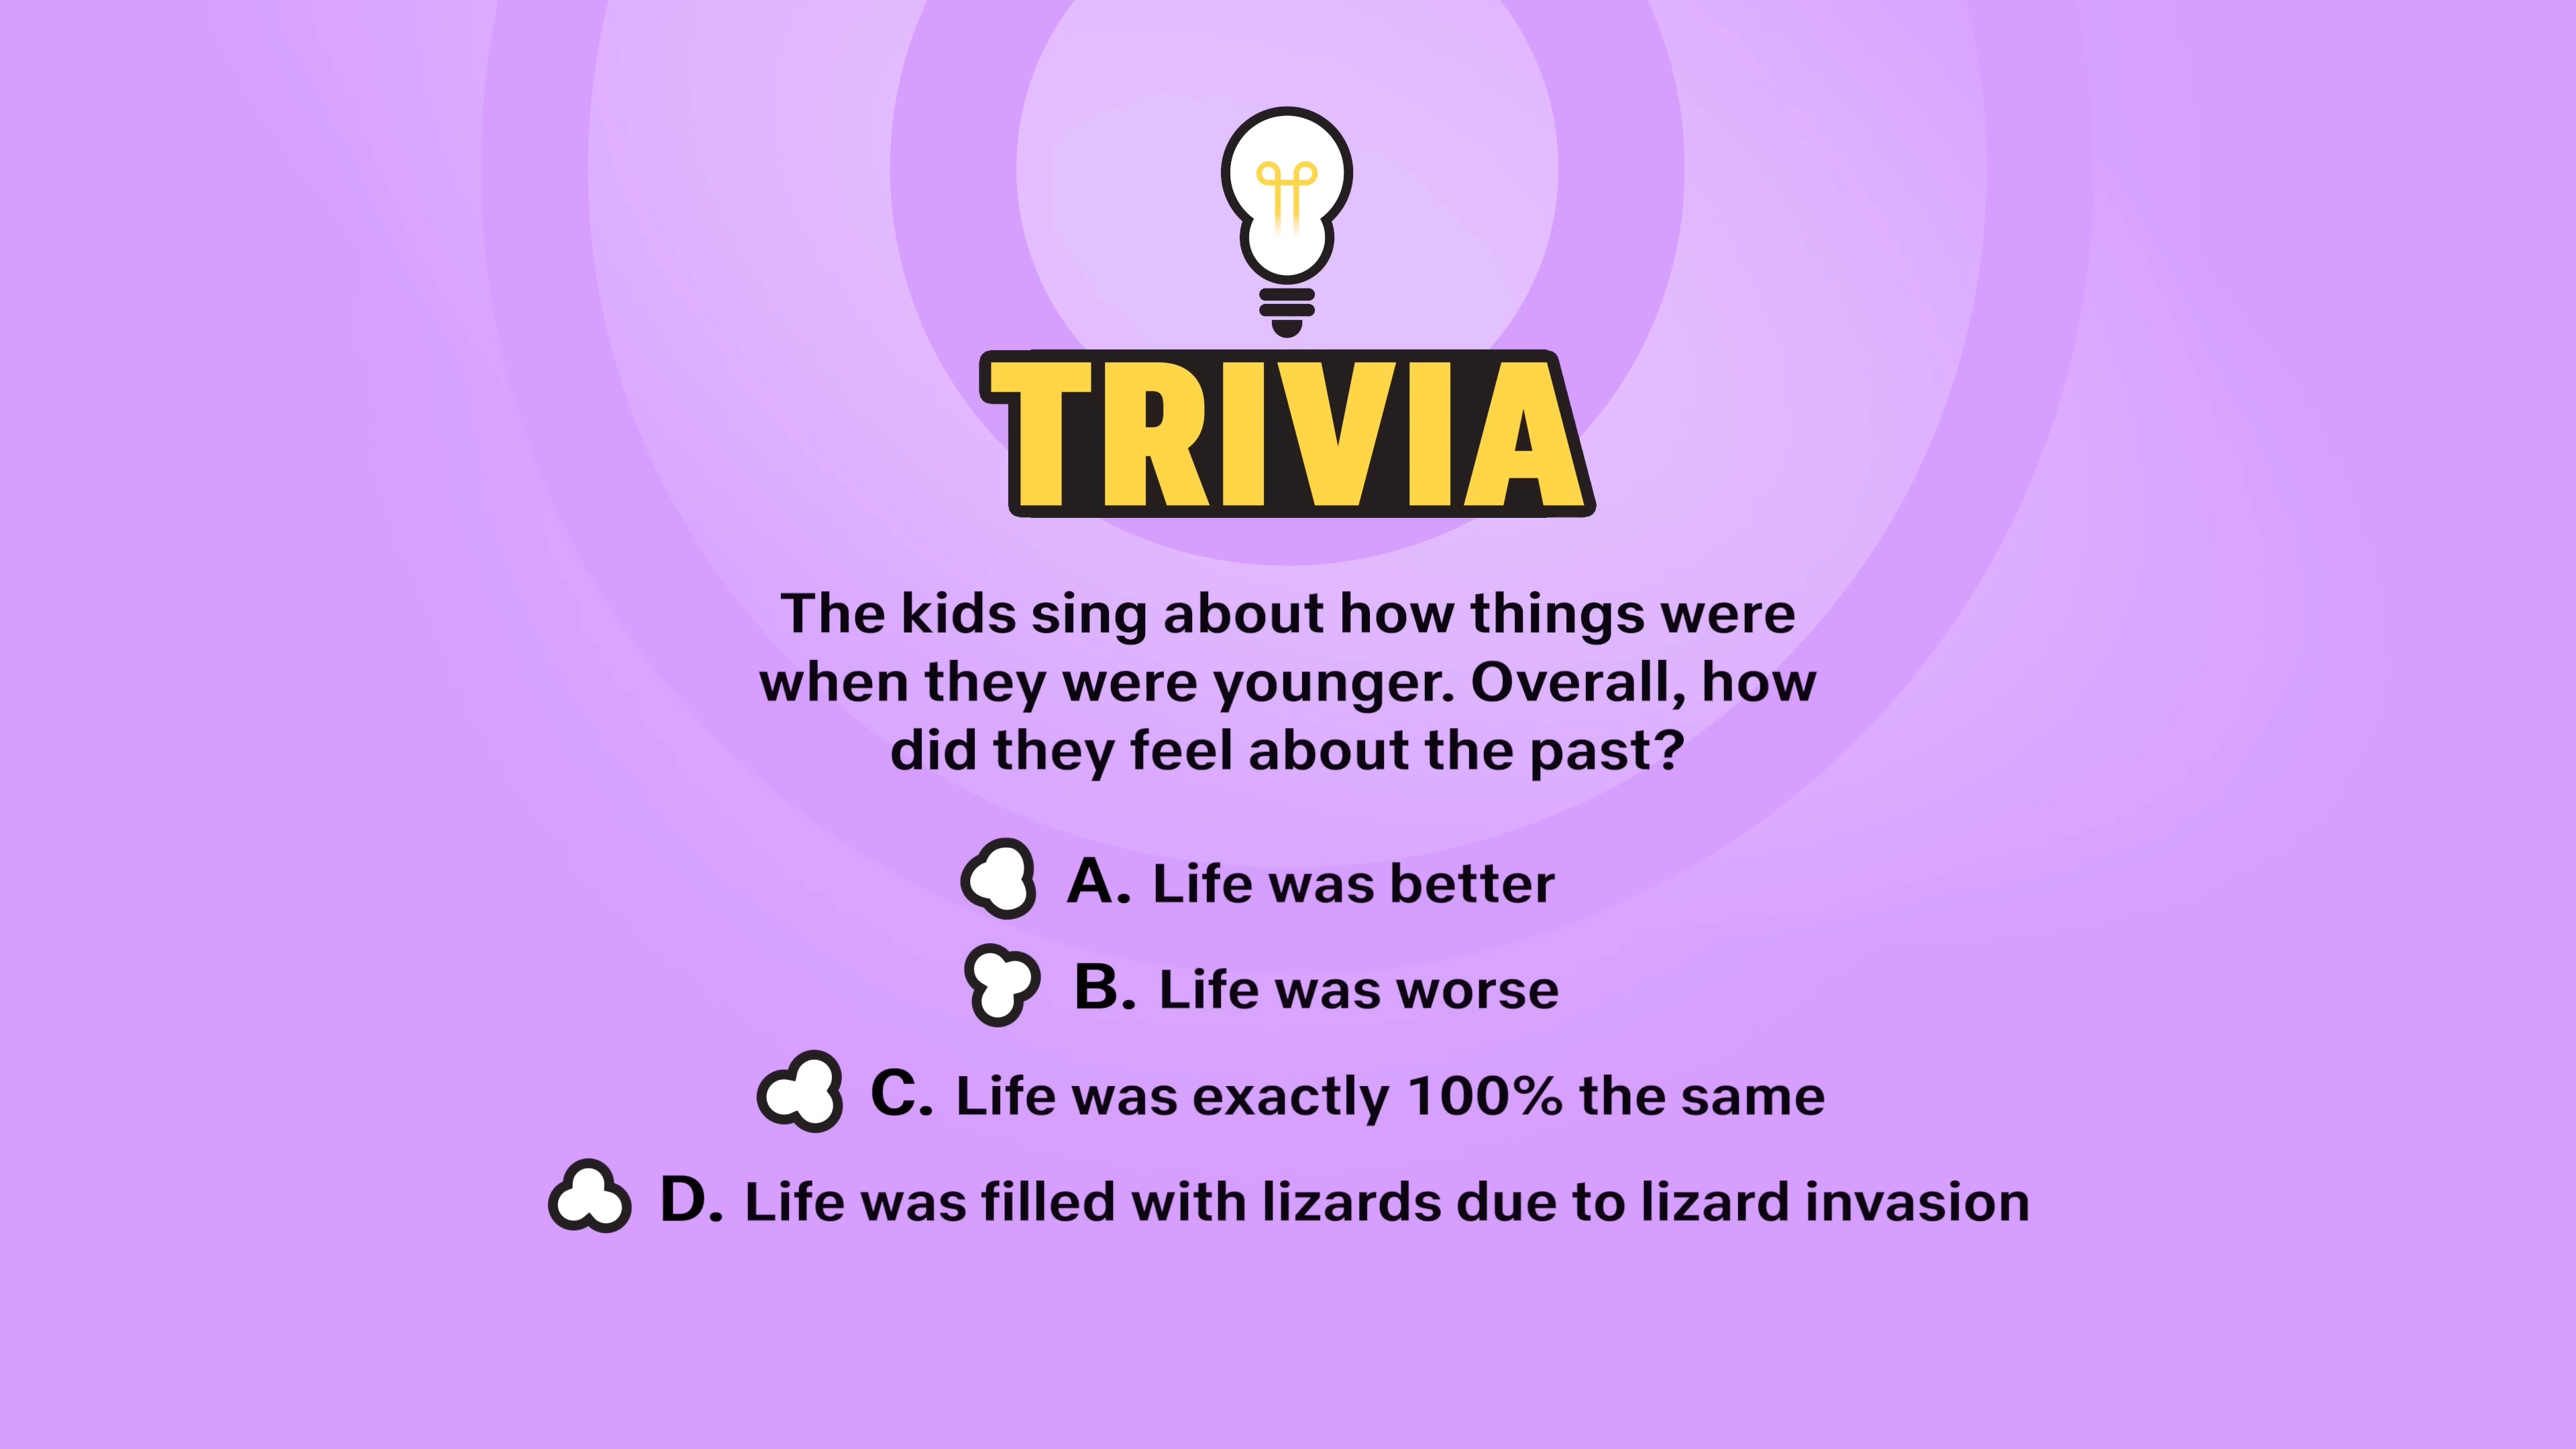 TRIVIA
The kids sing about how things were
when they were younger. Overall, how
did they feel about the past?
A. Life was better
B. Life was worse
C. Life was exactly 100% the same
D. Life was filled with lizards due to lizard invasion